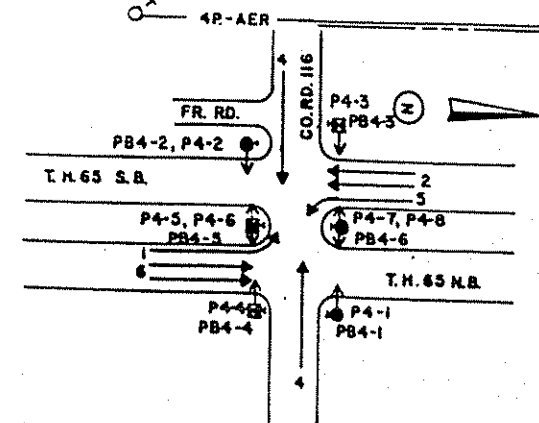 4P.-AER
4
CO. RD. 116
P4-3
PB4-3
N
FR. RD.
PB4-2, P4-2
T.H. 65 S.B.
2
5
P4-5, P4-6
PB4-5
P4-7, P4-8
PB4-6
1
6
T.H. 65 N.B.
P4-4
PB4-4
P4-1
PB4-1
4